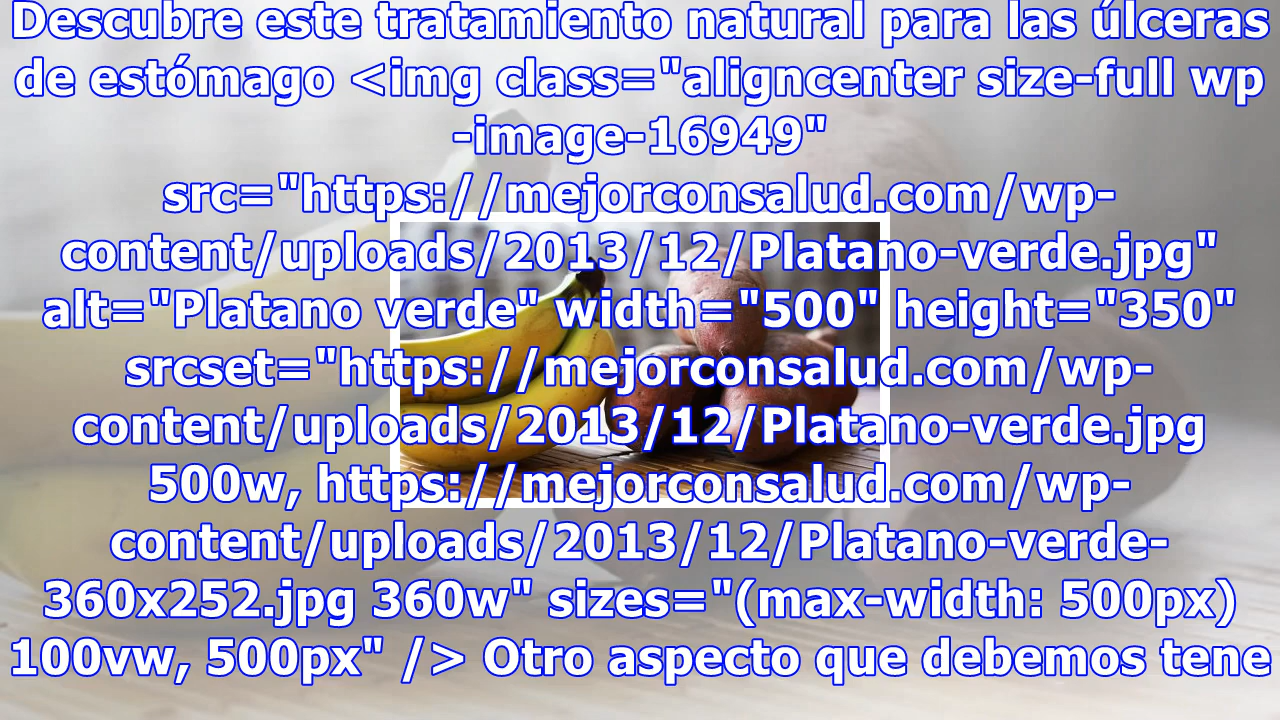 Descubre este tratamiento natural para las úlceras
de estómago <img class="aligncenter size-full wp
-image-16949"
src="https://mejorconsalud.com/wp-
content/uploads/2013/12/Platano-verde.jpg"
alt="Platano verde" width="500" height="350"
srcset="https://mejorconsalud.com/wp-
content/uploads/2013/12/Platano-verde.jpg
500w, https://mejorconsalud.com/wp-
content/uploads/2013/12/Platano-verde-
360x252.jpg 360w" sizes="(max-width: 500px)
100vw, 500px" /> Otro aspecto que debemos tene